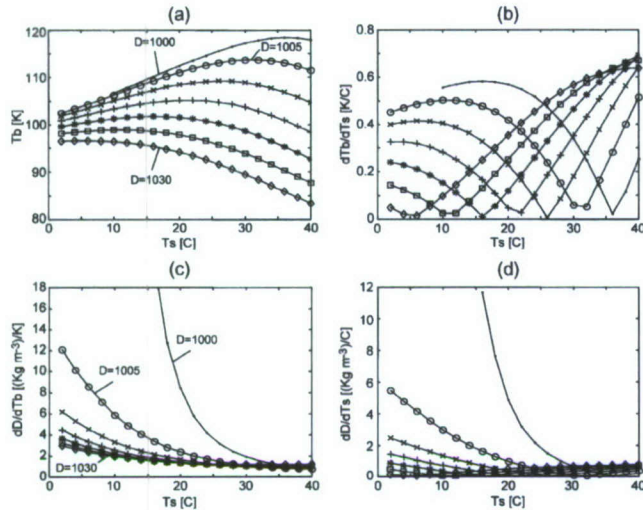 (a)
(b)
120
110
100
90
80
Tb [K]
D=1000
D=1005
D=1030
0 10 20 30 40
Ts [C]
0.8
0.6
0.4
0.2
0
dTb/dTs [K/C]
0 10 20 30 40
Ts [C]
(c)
(d)
18
16
14
12
10
8
6
4
2
0
dD/dTb [(Kg m-³)/K]
D=1000
D=1005
D=1030
0 10 20 30 40
Ts [C]
12
10
8
6
4
2
0
dD/dTs [(Kg m-³)/C]
D=1000
0 10 20 30 40
Ts [C]